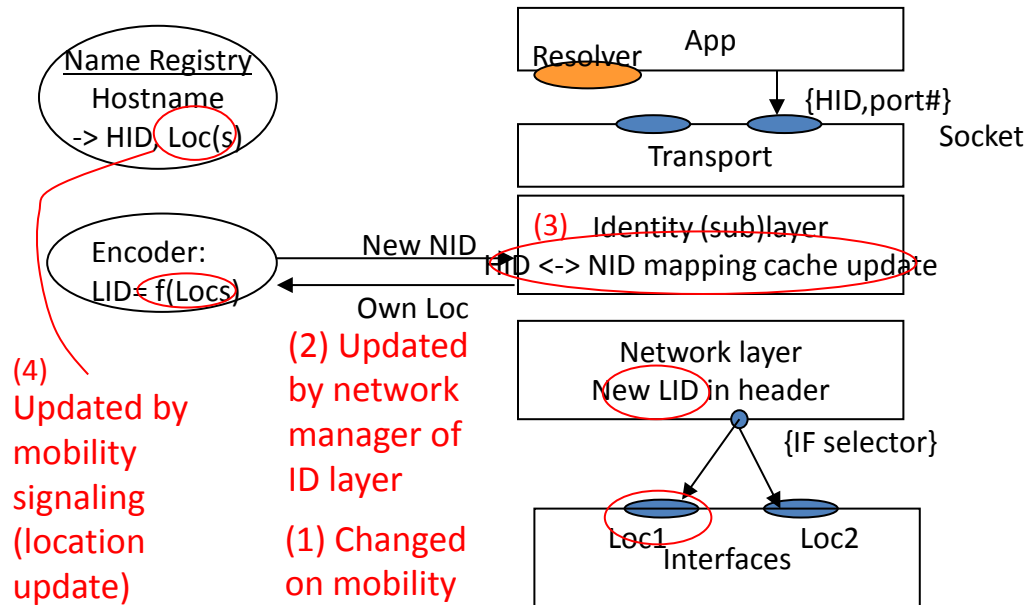 Name Registry
Hostname
-> HID, Loc(s)
App
Resolver
{HID,port#}
Socket
Transport
Encoder:
LID= f(Locs)
New NID
Own Loc
(3) Identity (sub)layer
HID <-> NID mapping cache update
(4)
Updated by
mobility
signaling
(location
update)
(2) Updated
by network
manager of
ID layer
Network layer
New LID in header
{IF selector}
(1) Changed
on mobility
Loc1
Loc2
Interfaces